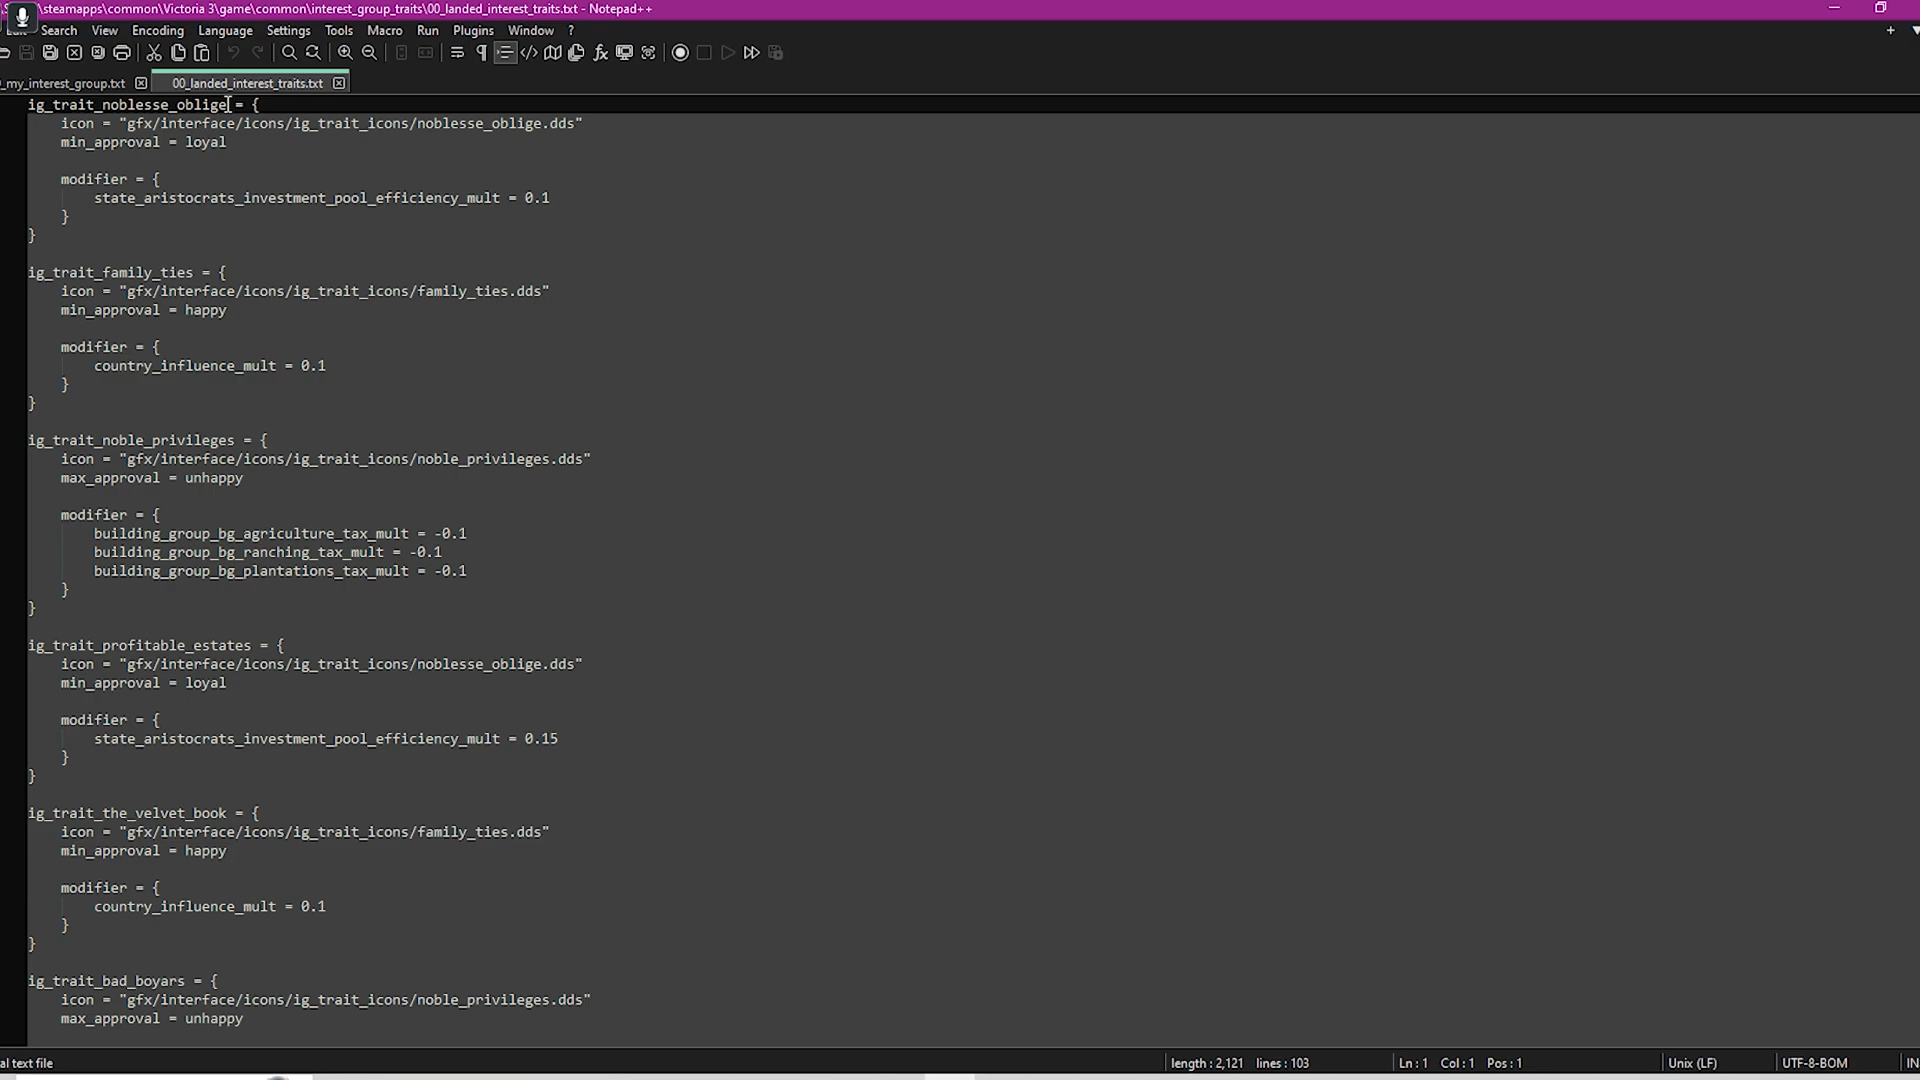 \steamapps\common\Victoria 3\game\common\interest_group_traits\00_landed_interest_traits.txt - Notepad++
Search View Encoding Language Settings Tools Macro Run Plugins Window ?
_my_interest_group.txt 00_landed_interest_traits.txt
ig_trait_noblesse_oblige = {
icon = "gfx/interface/icons/ig_trait_icons/noblesse_oblige.dds"
min_approval = loyal
modifier = {
state_aristocrats_investment_pool_efficiency_mult = 0.1
}
}
ig_trait_family_ties = {
icon = "gfx/interface/icons/ig_trait_icons/family_ties.dds"
min_approval = happy
modifier = {
country_influence_mult = 0.1
}
}
ig_trait_noble_privileges = {
icon = "gfx/interface/icons/ig_trait_icons/noble_privileges.dds"
max_approval = unhappy
modifier = {
building_group_bg_agriculture_tax_mult = -0.1
building_group_bg_ranching_tax_mult = -0.1
building_group_bg_plantations_tax_mult = -0.1
}
}
ig_trait_profitable_estates = {
icon = "gfx/interface/icons/ig_trait_icons/noblesse_oblige.dds"
min_approval = loyal
modifier = {
state_aristocrats_investment_pool_efficiency_mult = 0.15
}
}
ig_trait_the_velvet_book = {
icon = "gfx/interface/icons/ig_trait_icons/family_ties.dds"
min_approval = happy
modifier = {
country_influence_mult = 0.1
}
}
ig_trait_bad_boyars = {
icon = "gfx/interface/icons/ig_trait_icons/noble_privileges.dds"
max_approval = unhappy
al text file length : 2,121 lines : 103 Ln : 1 Col : 1 Pos : 1 Unix (LF) UTF-8-BOM IN